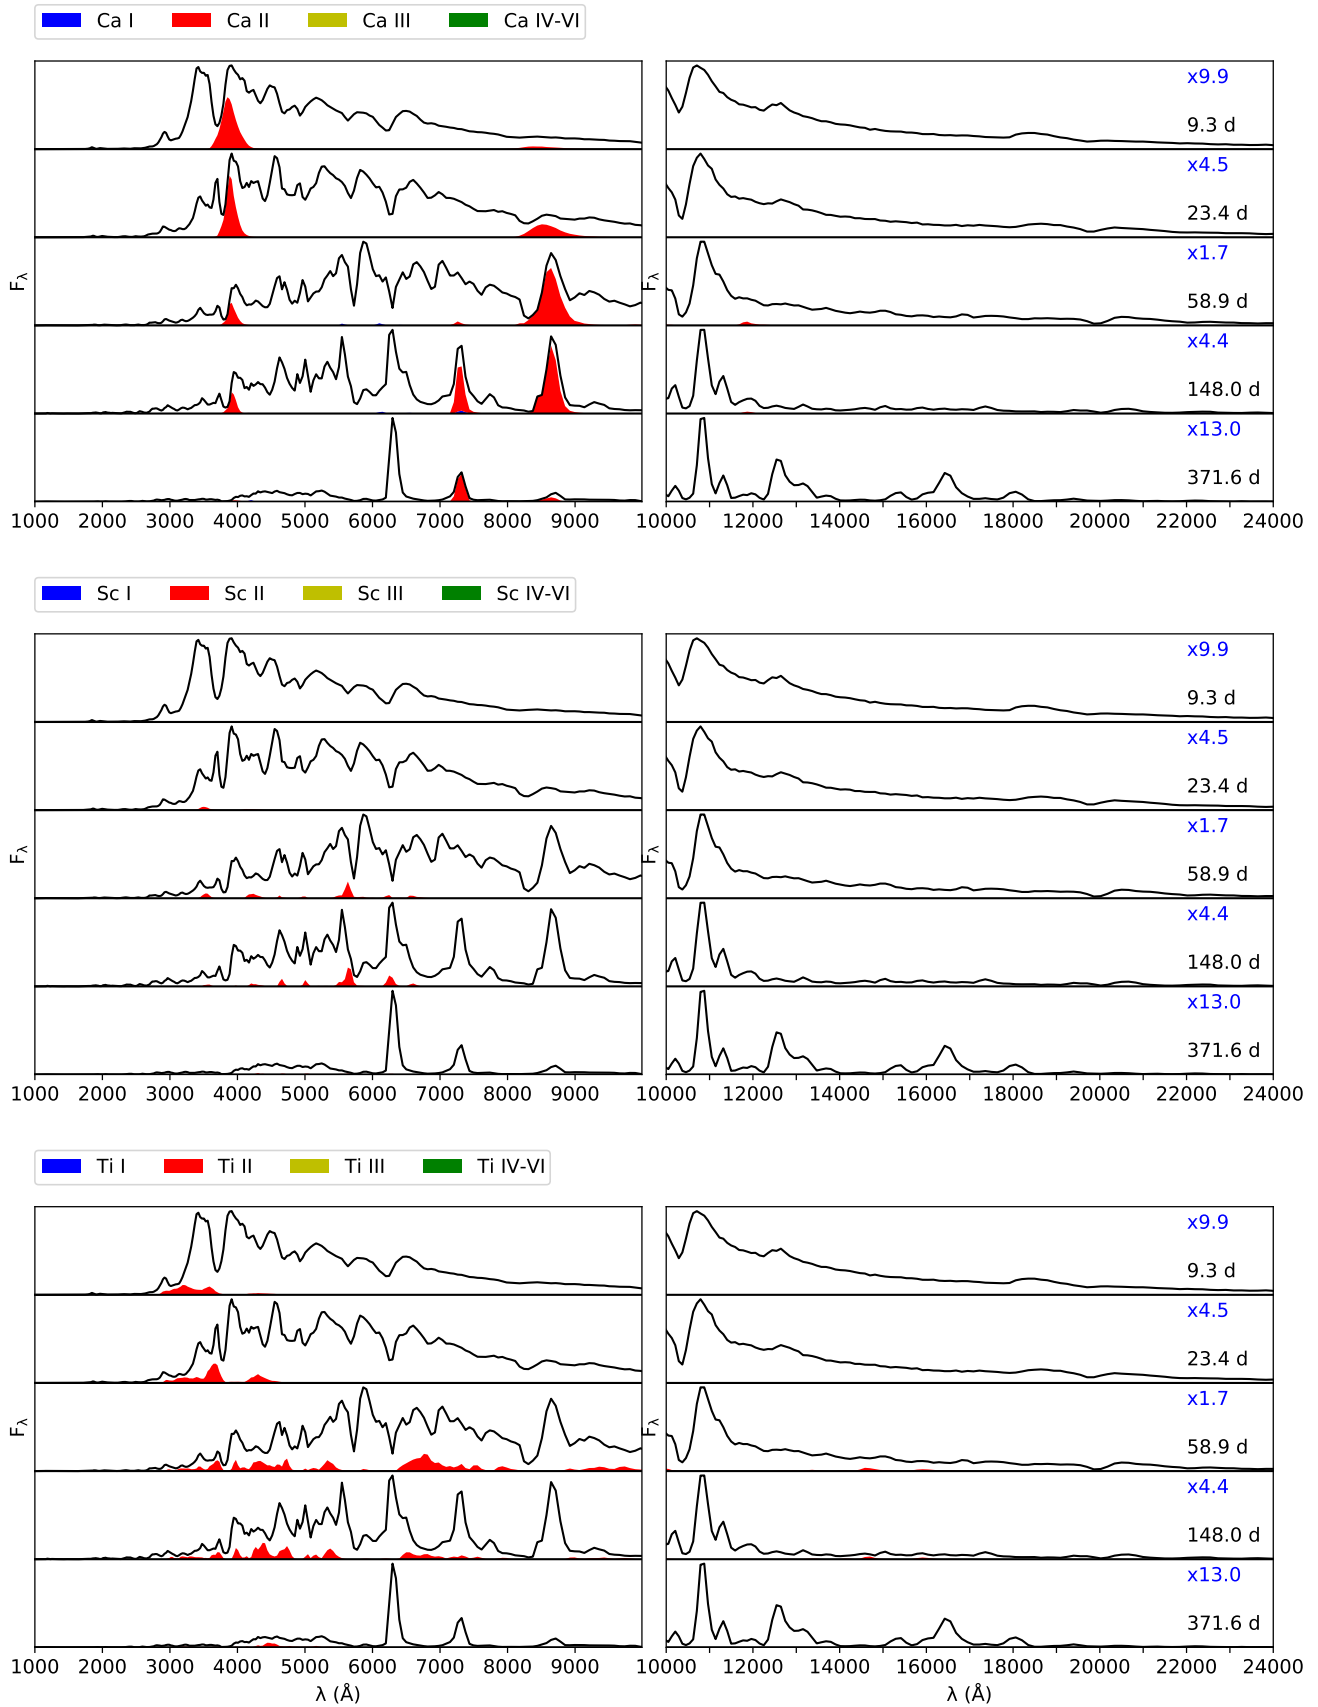 Ca I Ca II Ca III Ca IV-VI
x9.9
9.3 d
x4.5
23.4 d
Fλ Fλ
x1.7
58.9 d
x4.4
148.0 d
x13.0
371.6 d
1000 2000 3000 4000 5000 6000 7000 8000 9000 10000 12000 14000 16000 18000 20000 22000 24000
Sc I Sc II Sc III Sc IV-VI
x9.9
9.3 d
x4.5
23.4 d
Fλ Fλ
x1.7
58.9 d
x4.4
148.0 d
x13.0
371.6 d
1000 2000 3000 4000 5000 6000 7000 8000 9000 10000 12000 14000 16000 18000 20000 22000 24000
Ti I Ti II Ti III Ti IV-VI
x9.9
9.3 d
x4.5
23.4 d
Fλ Fλ
x1.7
58.9 d
x4.4
148.0 d
x13.0
371.6 d
1000 2000 3000 4000 5000 6000 7000 8000 9000 10000 12000 14000 16000 18000 20000 22000 24000
λ (Å) λ (Å)